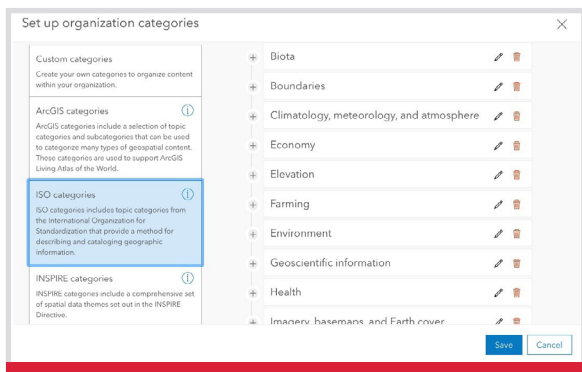 Set up organization categories
Custom categories
Create your own categories to organize content
within your organization.
ArcGIS categories
ArcGIS categories include a selection of topic
categories and subcategories that can be used
to categorize many types of geospatial content.
These categories are used to support ArcGIS
Living Atlas of the World.
ISO categories
ISO categories includes topic categories from
the International Organization for
Standardization that provide a method for
describing and cataloging geographic
information.
INSPIRE categories
INSPIRE categories include a comprehensive set
of spatial data themes set out in the INSPIRE
Directive.
Biota
Boundaries
Climatology, meteorology, and atmosphere
Economy
Elevation
Farming
Environment
Geoscientific information
Health
Imagery, basemaps, and Earth cover
Save
Cancel